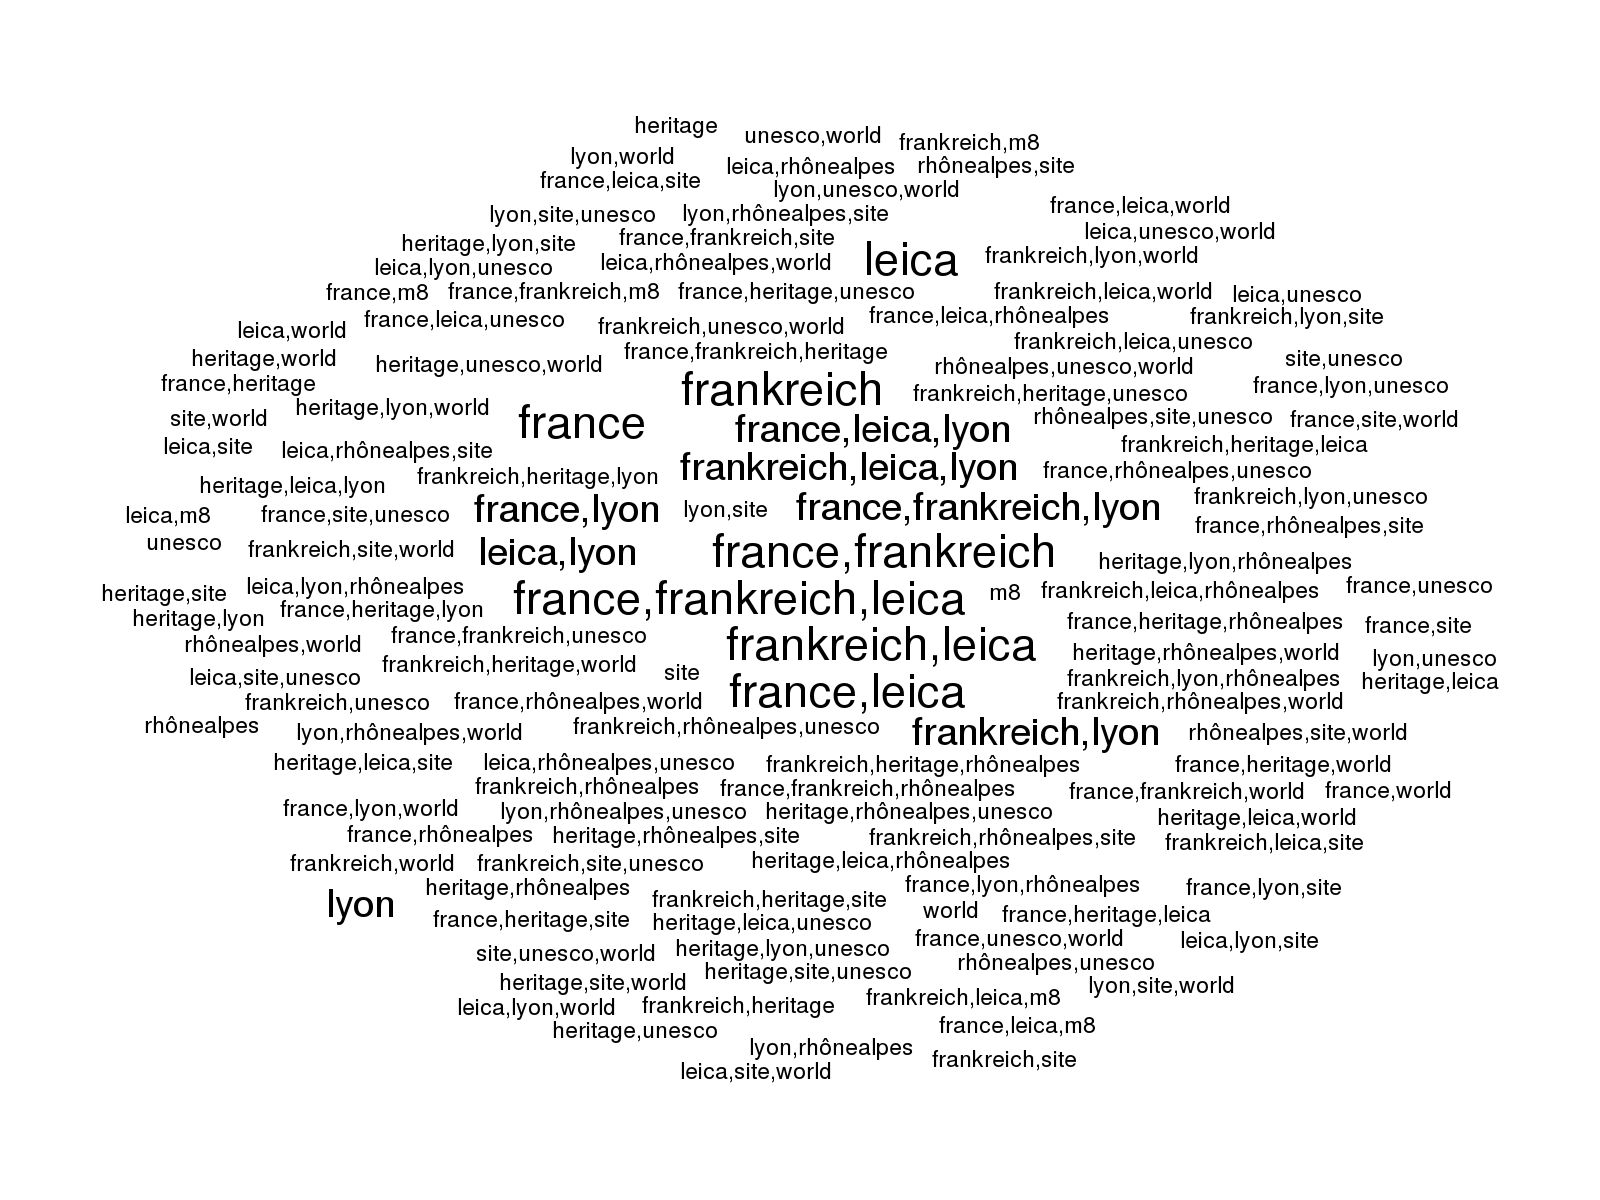 heritage
unesco,world
frankreich,m8
lyon,world
leica,rhônealpes
rhônealpes,site
france,leica,site
lyon,unesco,world
lyon,site,unesco
lyon,rhônealpes,site
france,leica,world
heritage,lyon,site
france,frankreich,site
leica,unesco,world
leica,lyon,unesco
leica,rhônealpes,world
leica
frankreich,lyon,world
france,m8
france,frankreich,m8
france,heritage,unesco
frankreich,leica,world
leica,unesco
leica,world
france,leica,unesco
frankreich,unesco,world
france,leica,rhônealpes
frankreich,lyon,site
heritage,world
heritage,unesco,world
france,frankreich,heritage
frankreich,leica,unesco
rhônealpes,unesco,world
site,unesco
france,heritage
frankreich
frankreich,heritage,unesco
france,lyon,unesco
site,world
heritage,lyon,world
france
france,leica,lyon
rhônealpes,site,unesco
france,site,world
leica,site
leica,rhônealpes,site
frankreich,heritage,leica
frankreich,heritage,lyon
frankreich,leica,lyon
france,rhônealpes,unesco
heritage,leica,lyon
frankreich,lyon,unesco
leica,m8
france,site,unesco
france,lyon
lyon,site
france,frankreich,lyon
france,rhônealpes,site
unesco
frankreich,site,world
leica,lyon
france,frankreich
heritage,lyon,rhônealpes
heritage,site
leica,lyon,rhônealpes
france,frankreich,leica
m8
frankreich,leica,rhônealpes
france,unesco
heritage,lyon
france,heritage,lyon
france,heritage,rhônealpes
france,site
rhônealpes,world
france,frankreich,unesco
frankreich,leica
heritage,rhônealpes,world
lyon,unesco
leica,site,unesco
frankreich,heritage,world
site
frankreich,lyon,rhônealpes
heritage,leica
frankreich,unesco
france,rhônealpes,world
france,leica
frankreich,rhônealpes,world
rhônealpes
lyon,rhônealpes,world
frankreich,rhônealpes,unesco
frankreich,lyon
rhônealpes,site,world
heritage,leica,site
leica,rhônealpes,unesco
frankreich,heritage,rhônealpes
france,heritage,world
frankreich,rhônealpes
france,frankreich,rhônealpes
france,frankreich,world
france,world
france,lyon,world
lyon,rhônealpes,unesco
heritage,rhônealpes,unesco
heritage,leica,world
france,rhônealpes
heritage,rhônealpes,site
frankreich,rhônealpes,site
frankreich,leica,site
frankreich,world
frankreich,site,unesco
heritage,leica,rhônealpes
lyon
heritage,rhônealpes
frankreich,heritage,site
france,lyon,rhônealpes
france,lyon,site
france,heritage,site
heritage,leica,unesco
world
france,heritage,leica
site,unesco,world
heritage,lyon,unesco
france,unesco,world
leica,lyon,site
heritage,site,world
heritage,site,unesco
rhônealpes,unesco
lyon,site,world
leica,lyon,world
frankreich,heritage
frankreich,leica,m8
heritage,unesco
france,leica,m8
lyon,rhônealpes
frankreich,site
leica,site,world